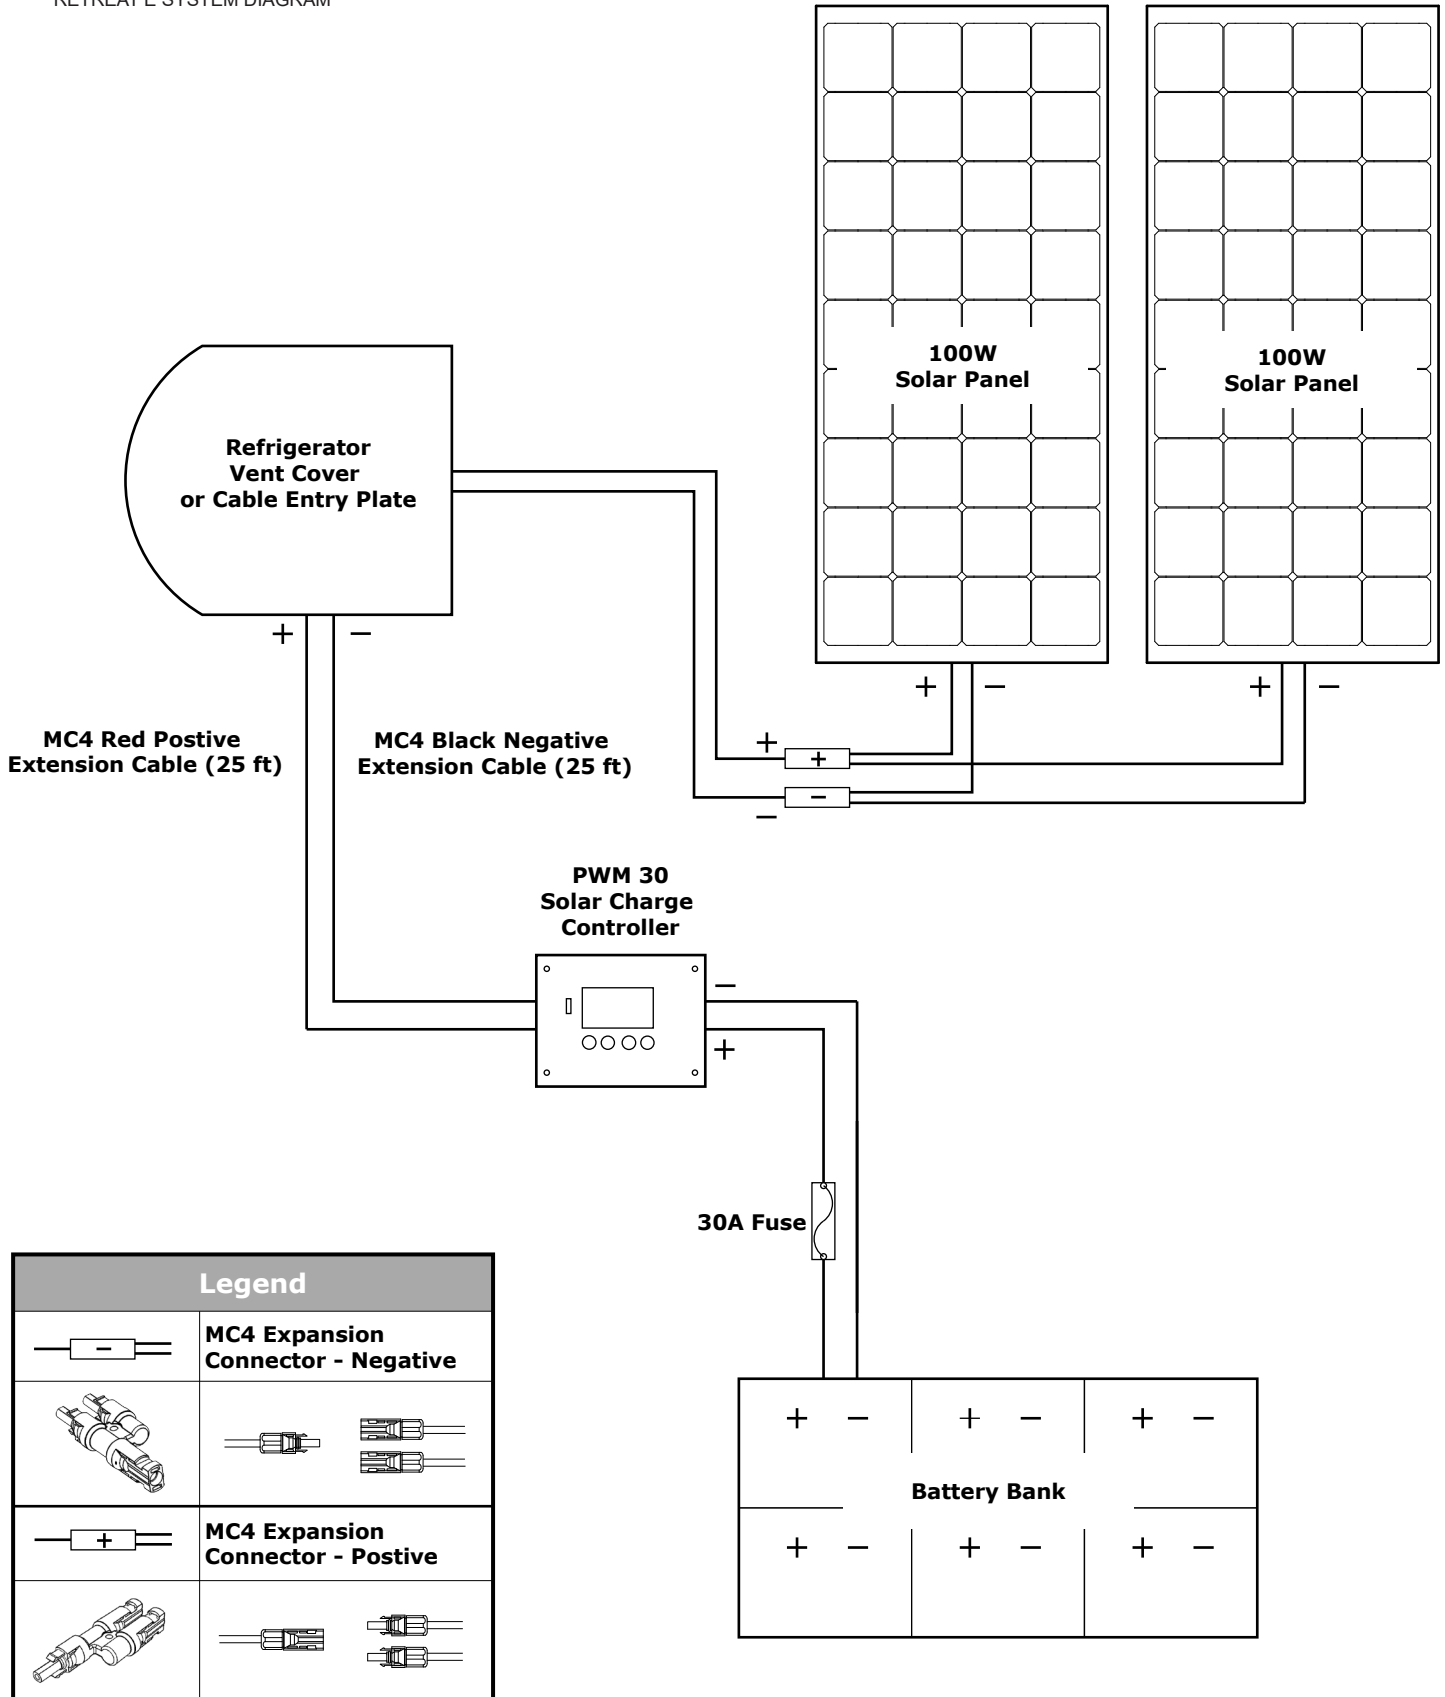 SYSTEM DIAGRAM
100W
Solar Panel
100W
Solar Panel
Refrigerator
Vent Cover
or Cable Entry Plate
+ −
+ −
+ −
MC4 Red Postive
Extension Cable (25 ft)
MC4 Black Negative
Extension Cable (25 ft)
+
+
−
−
PWM 30
Solar Charge
Controller
−
+
30A Fuse
Legend
−
MC4 Expansion
Connector - Negative
+
MC4 Expansion
Connector - Postive
+ − + − + −
Battery Bank
+ − + − + −